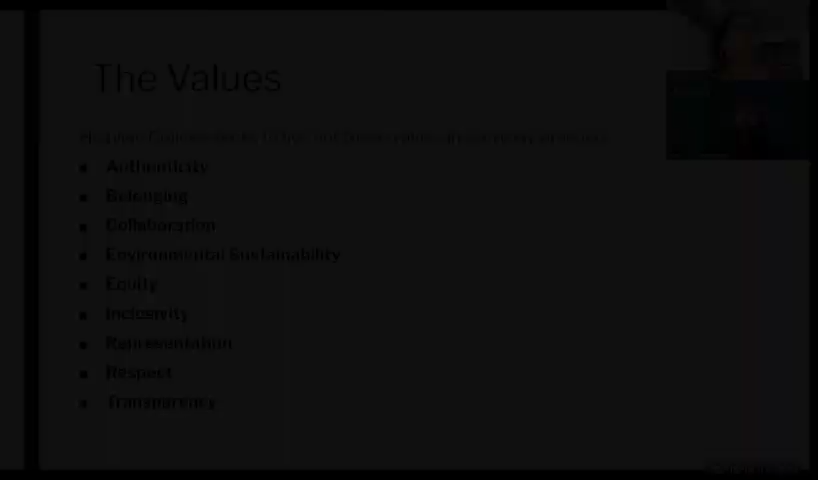 The Values
Authenticity
Belonging
Collaboration
Environmental Sustainability
Equity
Inclusivity
Representation
Respect
Transparency